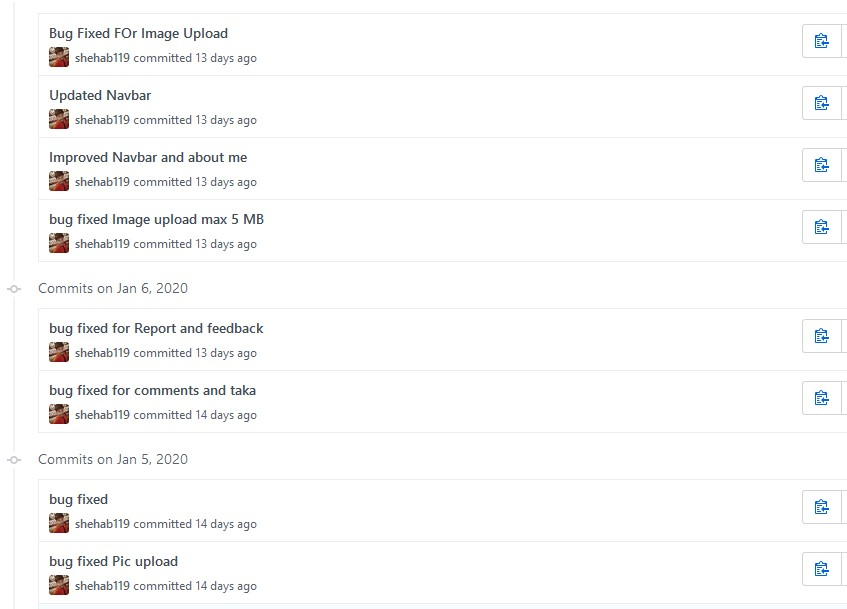 Bug Fixed FOr Image Upload
shehab119 committed 13 days ago
Updated Navbar
shehab119 committed 13 days ago
Improved Navbar and about me
shehab119 committed 13 days ago
bug fixed Image upload max 5 MB
shehab119 committed 13 days ago
Commits on Jan 6, 2020
bug fixed for Report and feedback
shehab119 committed 13 days ago
bug fixed for comments and taka
shehab119 committed 14 days ago
Commits on Jan 5, 2020
bug fixed
shehab119 committed 14 days ago
bug fixed Pic upload
shehab119 committed 14 days ago